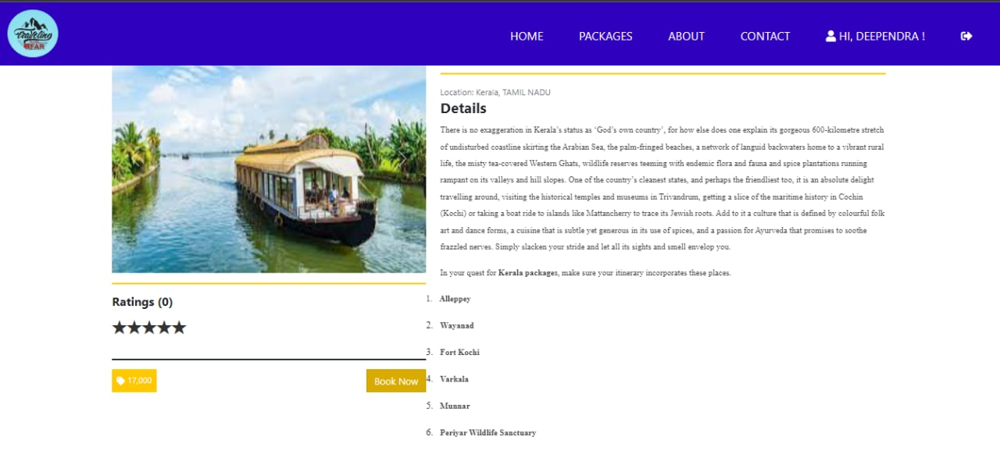 traveling
FAR
HOME
PACKAGES
ABOUT
CONTACT
HI, DEEPENDRA !
Location: Kerala, TAMIL NADU
Details
There is no exaggeration in Kerala's status as ‘God's own country’, for how else does one explain its gorgeous 600-kilometre stretch
of undisturbed coastline skirting the Arabian Sea, the palm-fringed beaches, a network of languid backwaters home to a vibrant rural
life, the misty tea-covered Western Ghats, wildlife reserves teeming with endemic flora and fauna and spice plantations running
rampant on its valleys and hill slopes. One of the country's cleanest states, and perhaps the friendliest too, it is an absolute delight
travelling around, visiting the historical temples and museums in Trivandrum, getting a slice of the maritime history in Cochin
(Kochi) or taking a boat ride to islands like Mattancherry to trace its Jewish roots. Add to it a culture that is defined by colourful folk
art and dance forms, a cuisine that is subtle yet generous in its use of spices, and a passion for Ayurveda that promises to soothe
frazzled nerves. Simply slacken your stride and let all its sights and smell envelop you.
In your quest for Kerala packages, make sure your itinerary incorporates these places.
1. Alleppey
2. Wayanad
3. Fort Kochi
4. Varkala
5. Munnar
6. Periyar Wildlife Sanctuary
Ratings (0)
17,000
Book Now